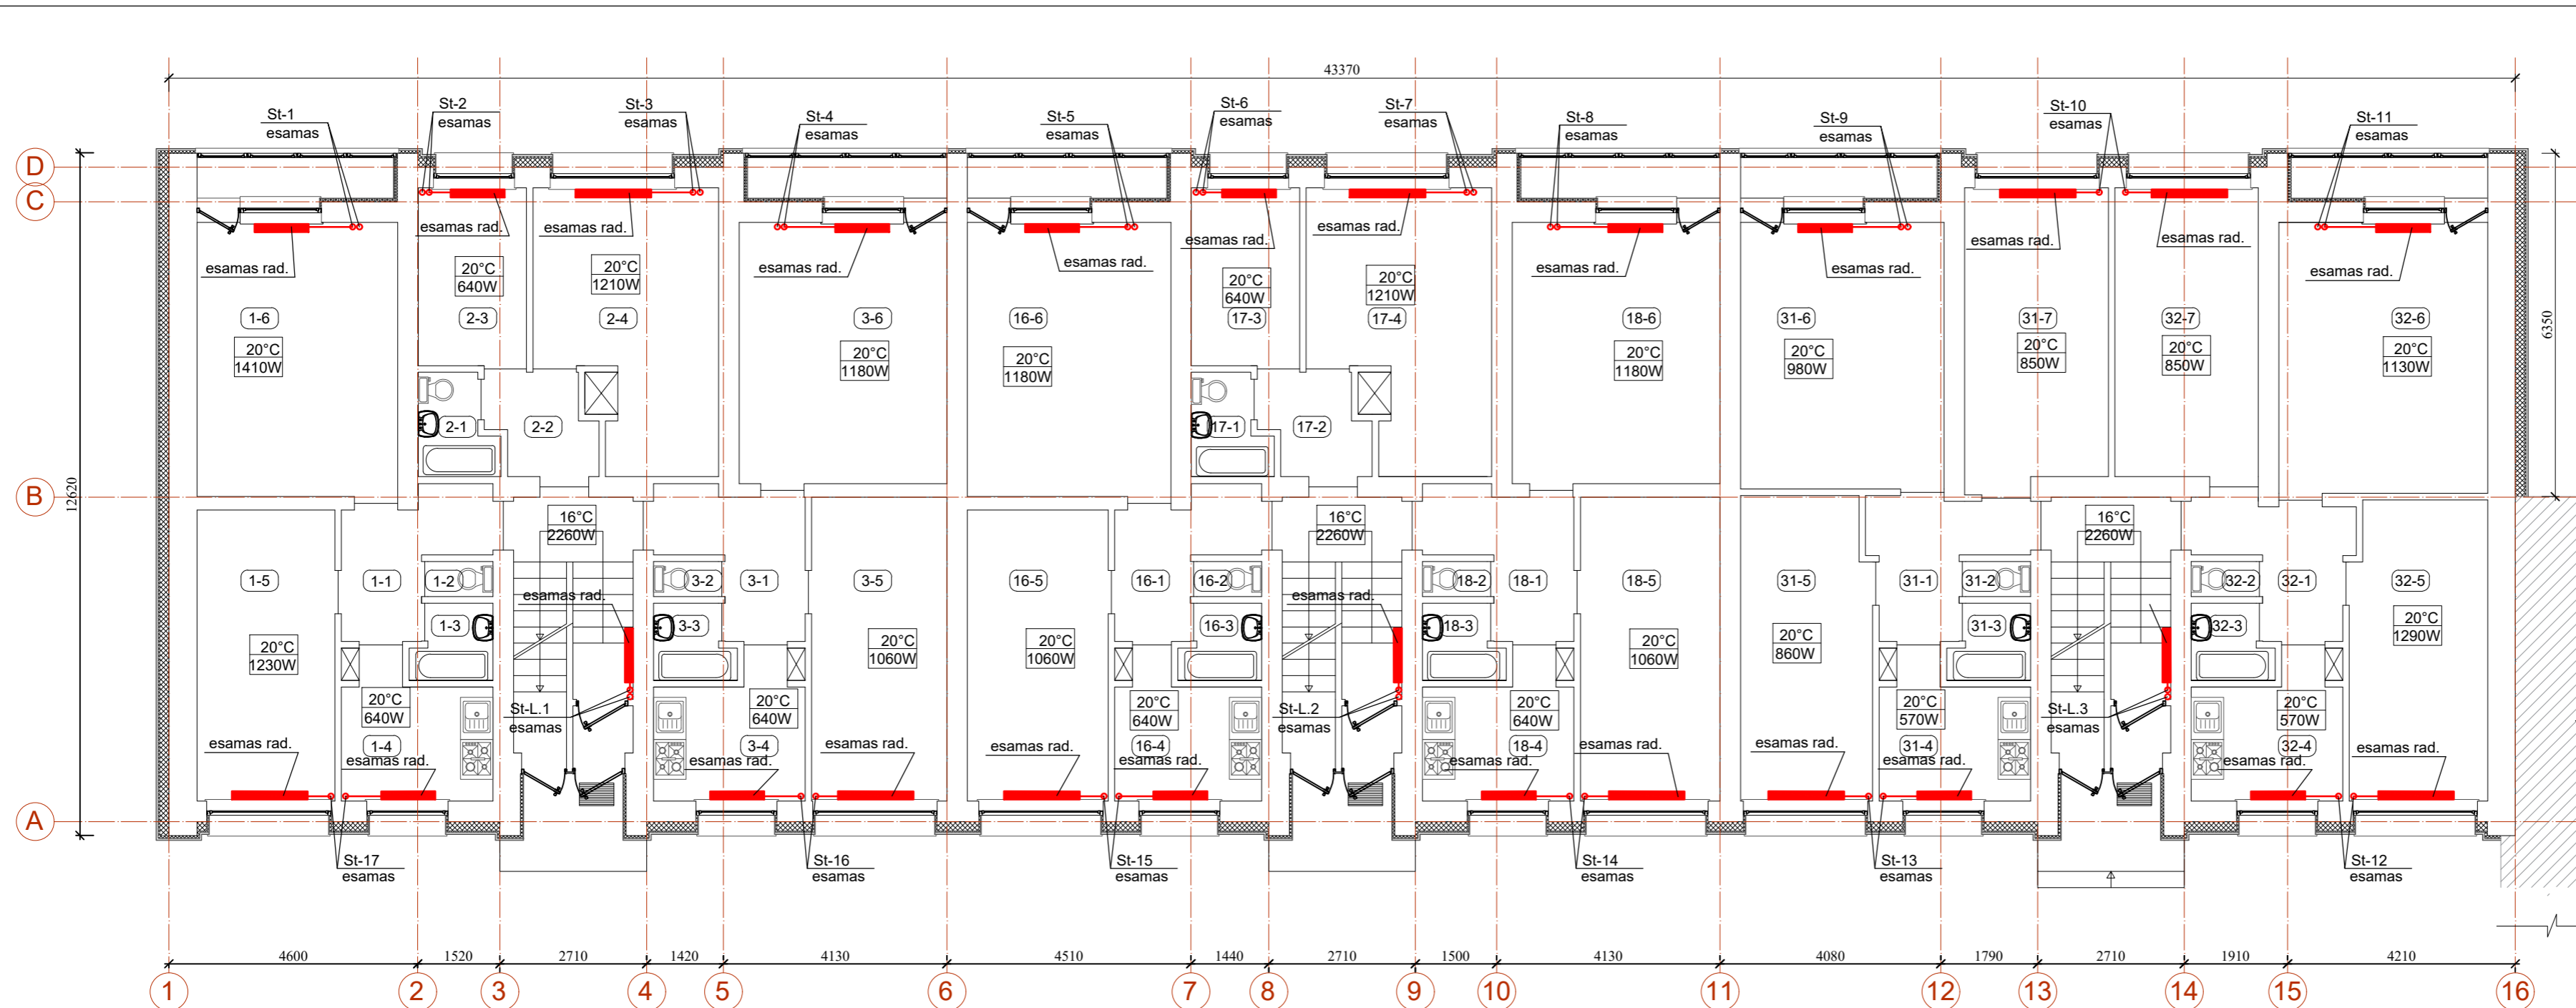 43370
St-1
esamas
St-2
esamas
St-3
esamas
St-4
esamas
St-5
esamas
St-6
esamas
St-7
esamas
St-8
esamas
St-9
esamas
St-10
esamas
St-11
esamas
D
C
B
A
12620
6350
esamas rad.
esamas rad.
esamas rad.
esamas rad.
esamas rad.
esamas rad.
esamas rad.
esamas rad.
esamas rad.
esamas rad.
esamas rad.
esamas rad.
1-6
20°C
1410W
20°C
640W
2-3
20°C
1210W
2-4
3-6
20°C
1180W
16-6
20°C
1180W
20°C
640W
17-3
20°C
1210W
17-4
18-6
20°C
1180W
31-6
20°C
980W
31-7
20°C
850W
32-7
20°C
850W
32-6
20°C
1130W
2-1
2-2
17-1
17-2
16°C
2260W
16°C
2260W
16°C
2260W
1-5
1-1
1-2
3-2
3-1
3-5
16-5
16-1
16-2
18-2
18-1
18-5
31-5
31-1
31-2
32-2
32-1
32-5
esamas rad.
esamas rad.
1-3
3-3
16-3
18-3
31-3
32-3
20°C
1230W
20°C
1060W
20°C
1060W
20°C
1060W
20°C
860W
20°C
1290W
20°C
640W
20°C
640W
20°C
640W
20°C
640W
20°C
570W
20°C
570W
St-L.1
esamas
St-L.2
esamas
St-L.3
esamas
1-4
3-4
16-4
18-4
31-4
32-4
esamas rad.
esamas rad.
esamas rad.
esamas rad.
esamas rad.
esamas rad.
esamas rad.
esamas rad.
esamas rad.
esamas rad.
esamas rad.
esamas rad.
St-17
esamas
St-16
esamas
St-15
esamas
St-14
esamas
St-13
esamas
St-12
esamas
4600 1520 2710 1420 4130 4510 1440 2710 1500 4130 4080 1790 2710 1910 4210
1 2 3 4 5 6 7 8 9 10 11 12 13 14 15 16